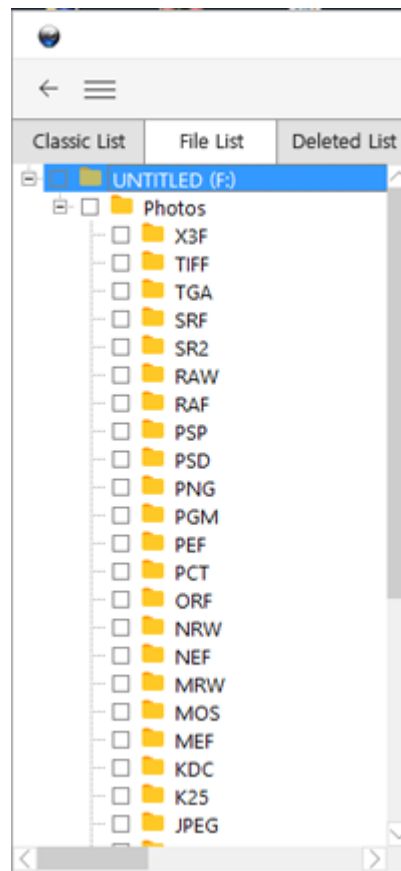 Classic List File List Deleted List
UNTITLED (F:)
Photos
X3F
TIFF
TGA
SRF
SR2
RAW
RAF
PSP
PSD
PNG
PGM
PEF
PCT
ORF
NRW
NEF
MRW
MOS
MEF
KDC
K25
JPEG